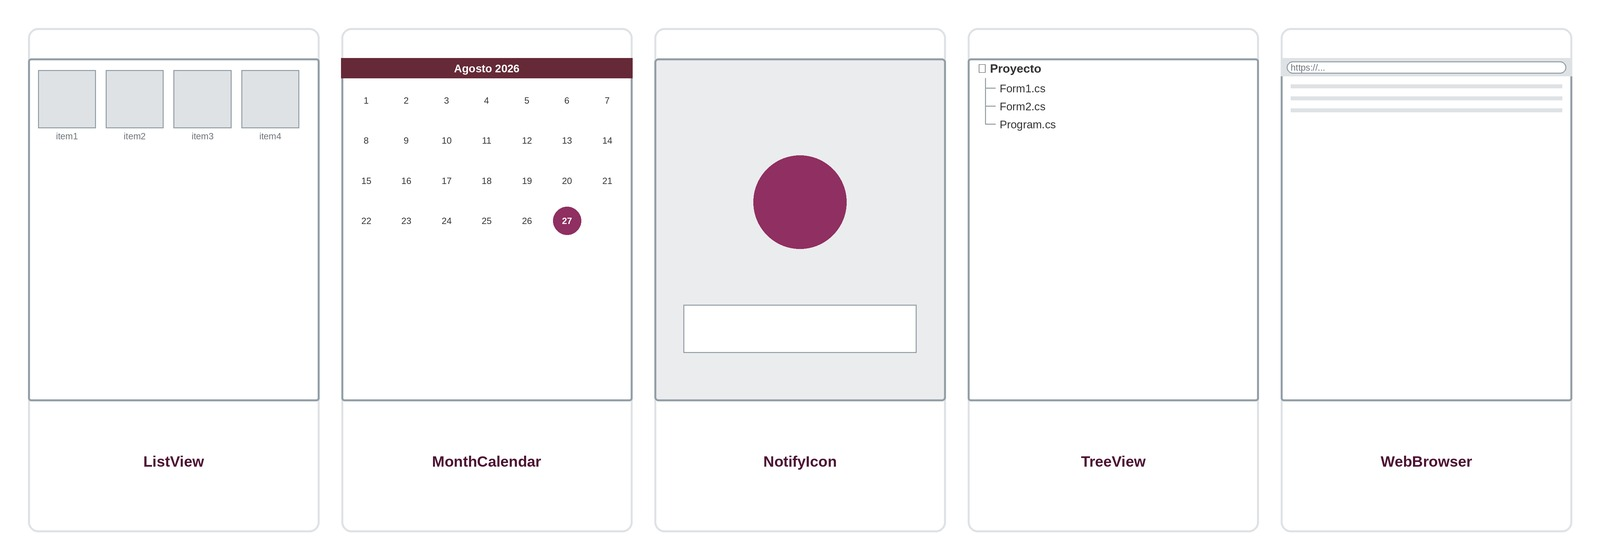 item1 item2 item3 item4
ListView
Agosto 2026
1 2 3 4 5 6 7
8 9 10 11 12 13 14
15 16 17 18 19 20 21
22 23 24 25 26 27
MonthCalendar
NotifyIcon
Proyecto
Form1.cs
Form2.cs
Program.cs
TreeView
https://...
WebBrowser